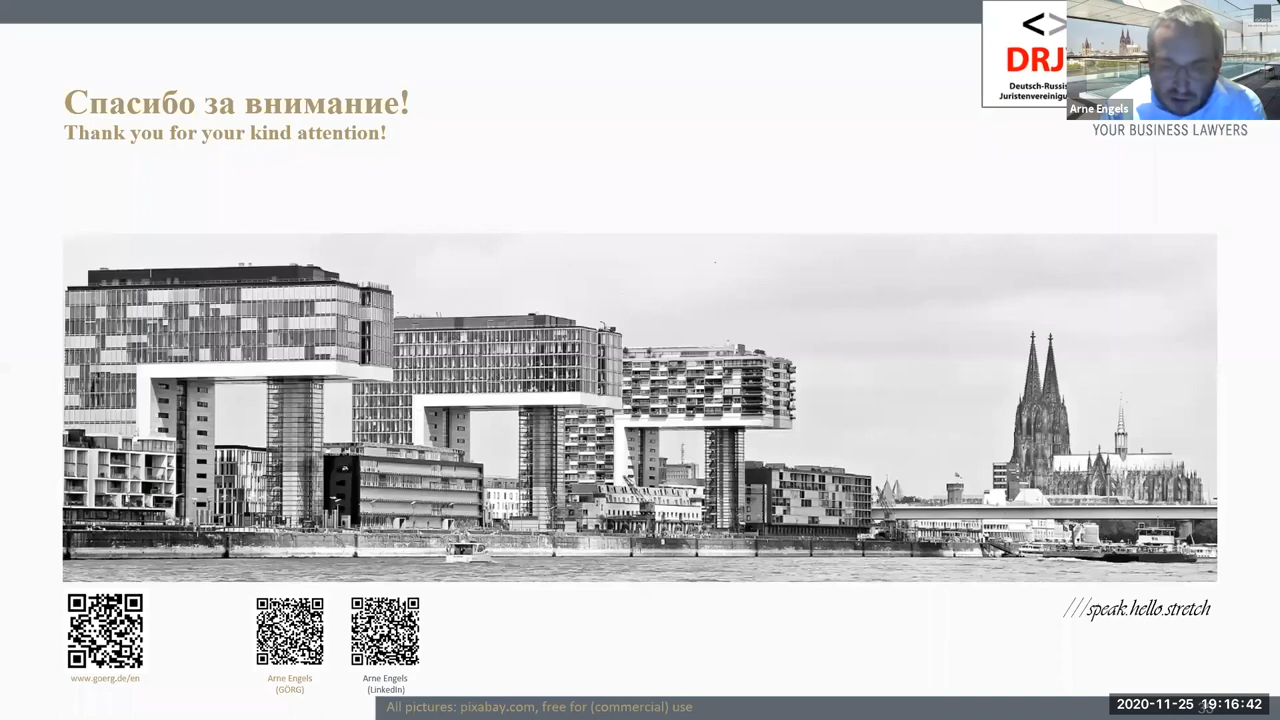 Спасибо за внимание!
Thank you for your kind attention!
DRJ
Deutsch-Russis
Juristenvereinigu
Arne Engels
YOUR BUSINESS LAWYERS
///speak.hello.stretch
www.goerg.de/en
Arne Engels
(GÖRG)
Arne Engels
(LinkedIn)
All pictures: pixabay.com, free for (commercial) use
2020-11-25 19:16:42